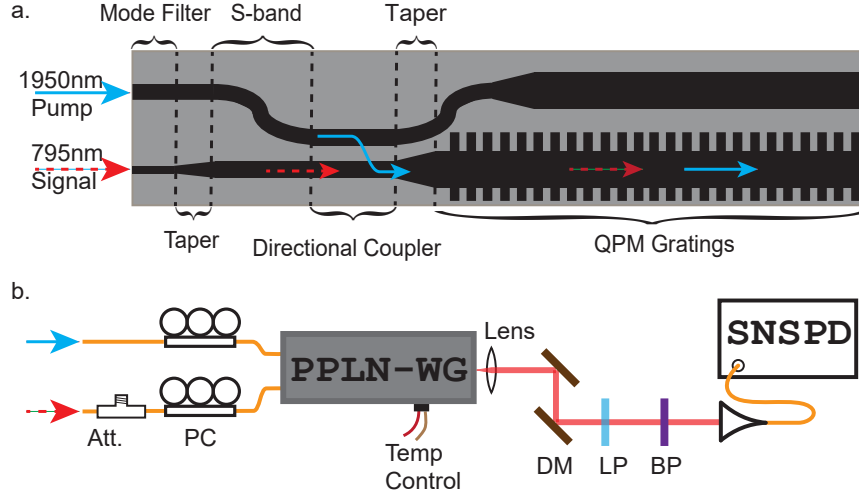 a.
Mode Filter
S-band
Taper
1950nm
Pump
795nm
Signal
Taper
Directional Coupler
QPM Gratings
b.
Att.
PC
PPLN-WG
Temp
Control
Lens
DM
LP
BP
SNSPD